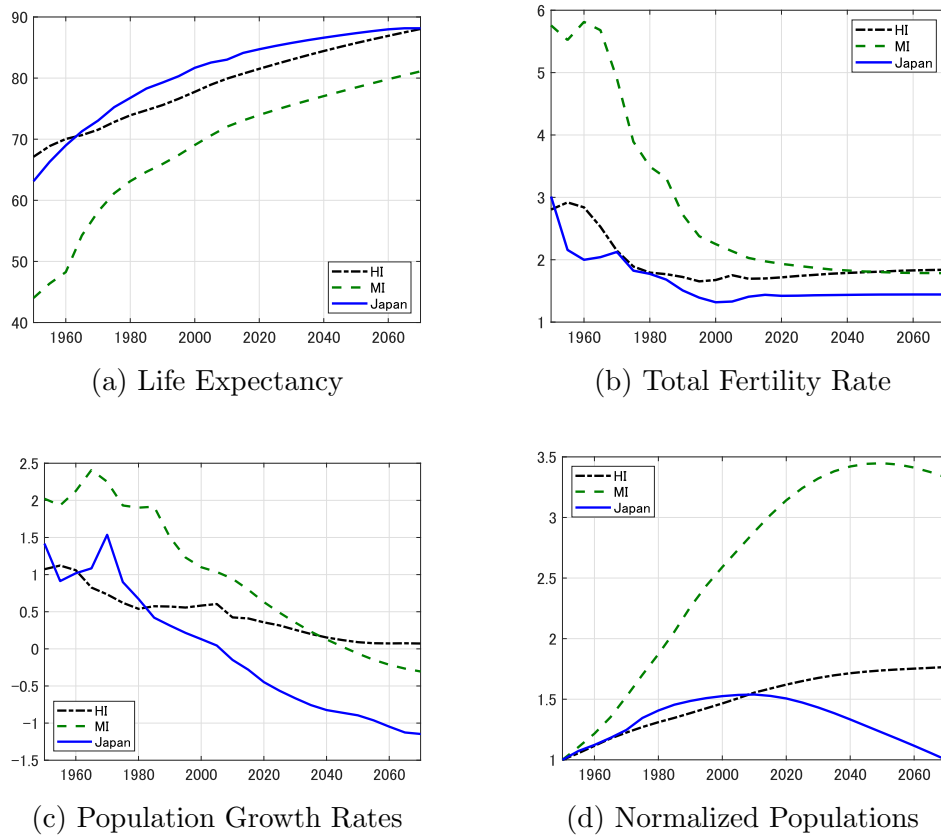 90
80
70
60
50
40
1960 1980 2000 2020 2040 2060
HI
MI
Japan
(a) Life Expectancy
6
5
4
3
2
1
1960 1980 2000 2020 2040 2060
HI
MI
Japan
(b) Total Fertility Rate
2.5
2
1.5
1
0.5
0
−0.5
−1
−1.5
1960 1980 2000 2020 2040 2060
HI
MI
Japan
(c) Population Growth Rates
3.5
3
2.5
2
1.5
1
1960 1980 2000 2020 2040 2060
HI
MI
Japan
(d) Normalized Populations